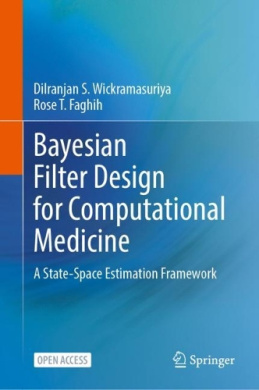 Dilranjan S. Wickramasuriya
Rose T. Faghih
Bayesian
Filter Design
for Computational
Medicine
A State-Space Estimation Framework
OPEN ACCESS
Springer